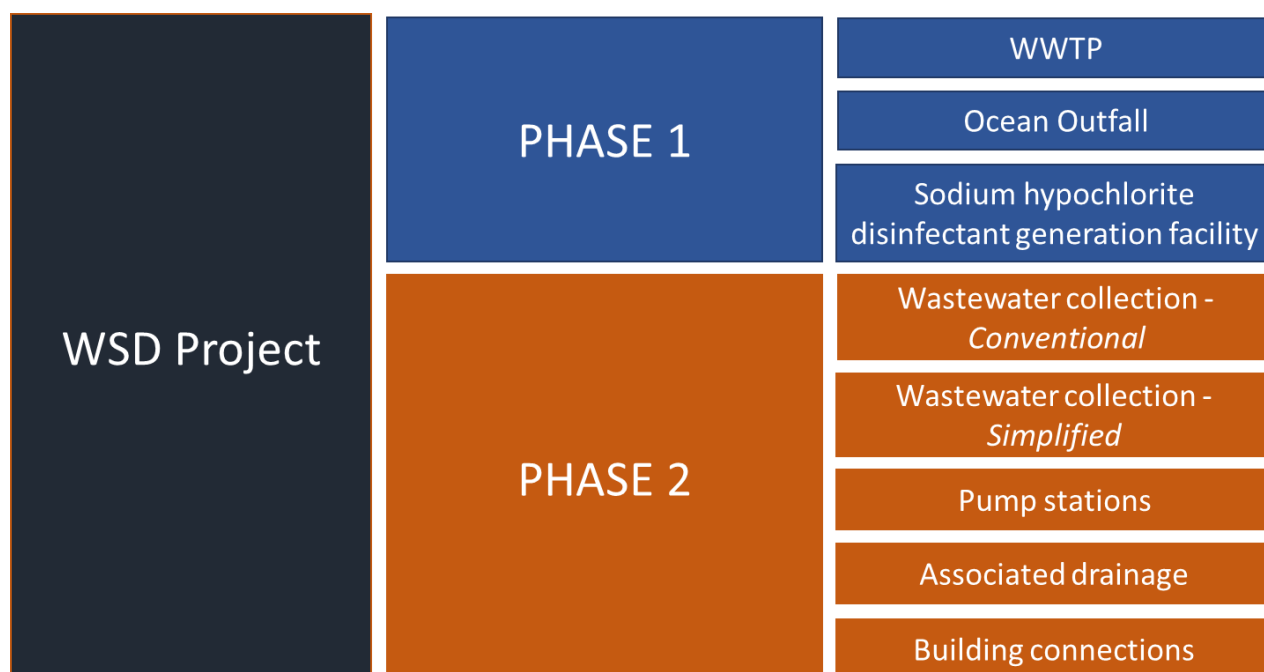 WSD Project
PHASE 1
WWTP
Ocean Outfall
Sodium hypochlorite
disinfectant generation facility
PHASE 2
Wastewater collection -
Conventional
Wastewater collection -
Simplified
Pump stations
Associated drainage
Building connections